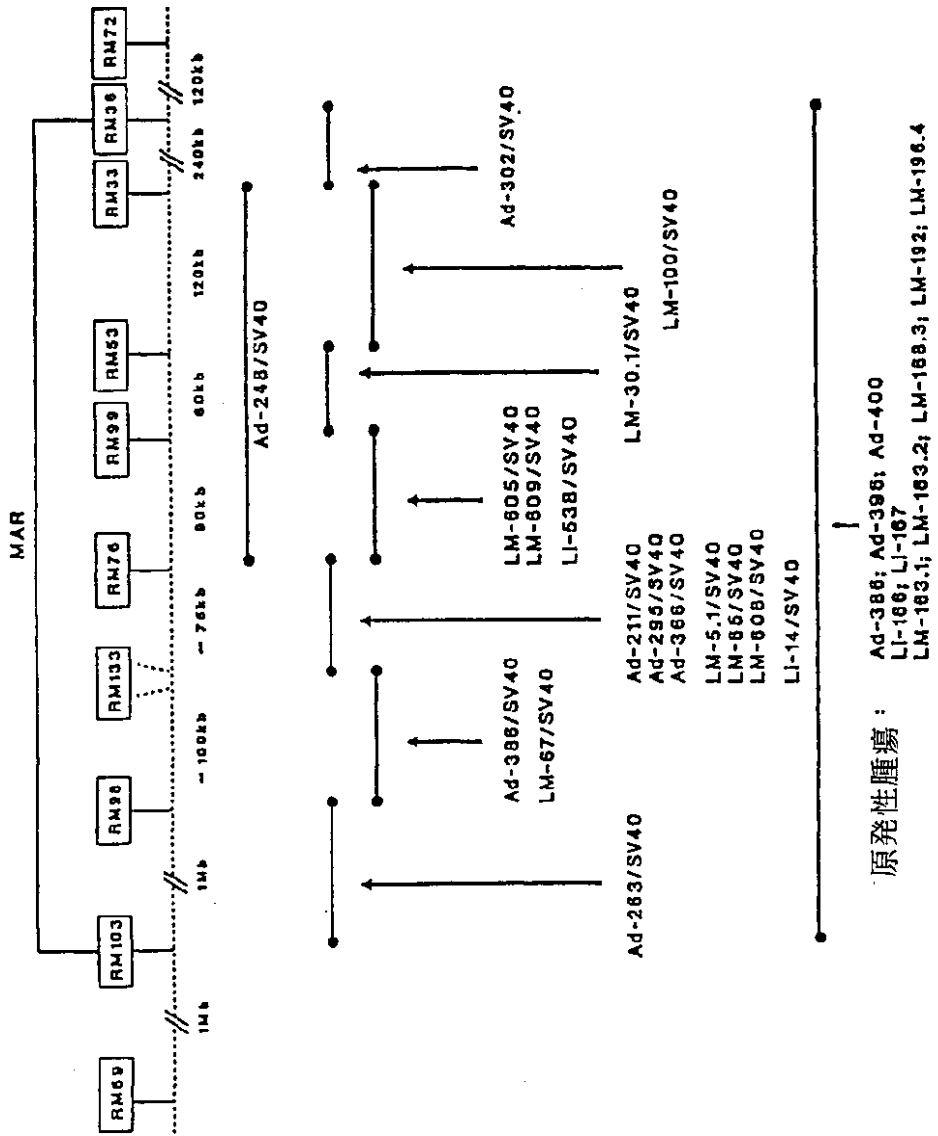 MAR
RM69
RM103
RM98
RM133
RM76
RM99
RM53
RM33
RM36
RM72
1Mb
1Mb
~100kb
~75kb
80kb
60kb
120kb
240kb
120kb
Ad-248/SV40
Ad-263/SV40
Ad-386/SV40
LM-67/SV40
Ad-211/SV40
Ad-295/SV40
Ad-366/SV40
LM-5.1/SV40
LM-65/SV40
LM-608/SV40
LI-14/SV40
LM-605/SV40
LM-609/SV40
LI-538/SV40
LM-30.1/SV40
LM-100/SV40
Ad-302/SV40
原発性腫瘍:
Ad-386; Ad-396; Ad-400
LI-166; LI-167
LM-163.1; LM-163.2; LM-168.3; LM-192; LM-196.4